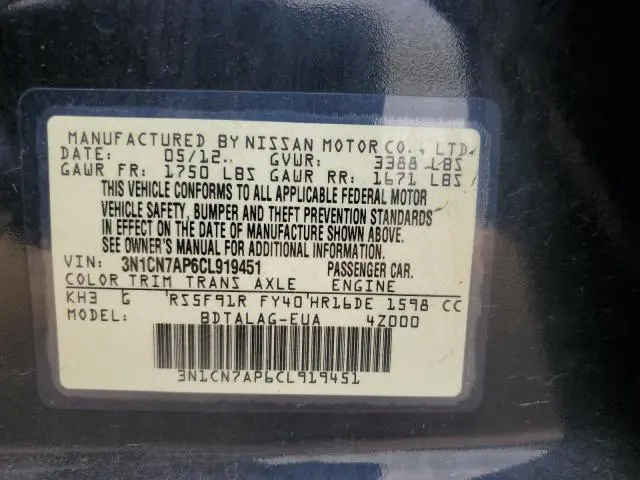 MANUFACTURED BY NISSAN MOTOR CO., LTD.
DATE: 05/12. GVWR: 3388 LBS
GAWR FR: 1750 LBS GAWR RR: 1671 LBS
THIS VEHICLE CONFORMS TO ALL APPLICABLE FEDERAL MOTOR
VEHICLE SAFETY, BUMPER AND THEFT PREVENTION STANDARDS
IN EFFECT ON THE DATE OF MANUFACTURE SHOWN ABOVE.
SEE OWNER'S MANUAL FOR ADDITIONAL INFORMATION.
VIN: 3N1CN7AP6CL919451 PASSENGER CAR.
COLOR TRIM TRANS AXLE ENGINE
KH3 G RS5F91R FY40 HR16DE 1598 CC
MODEL: BDTALAG-EUA 4Z000
3N1CN7AP6CL919451